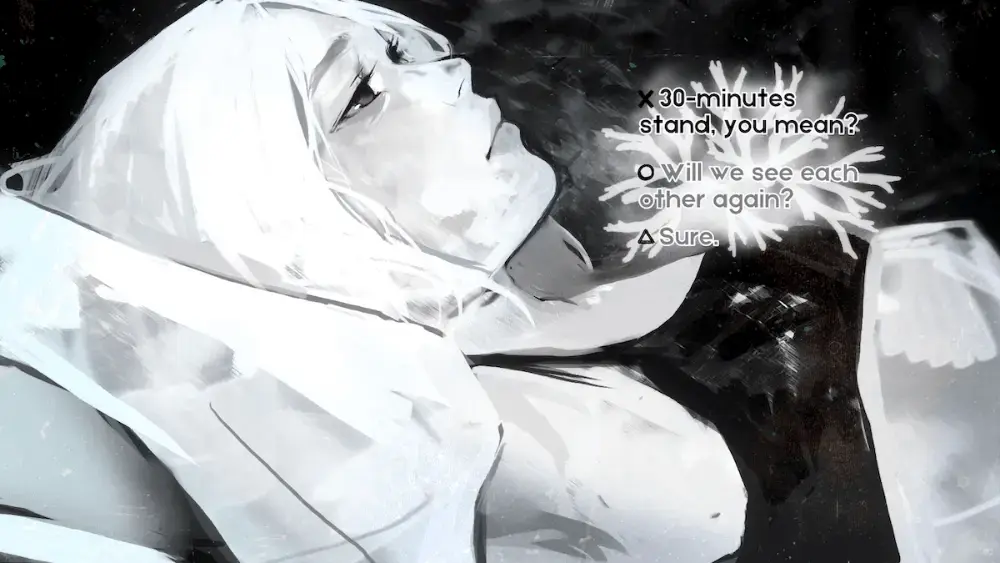 30-minutes
stand, you mean?
Will we see each
other again?
Sure.